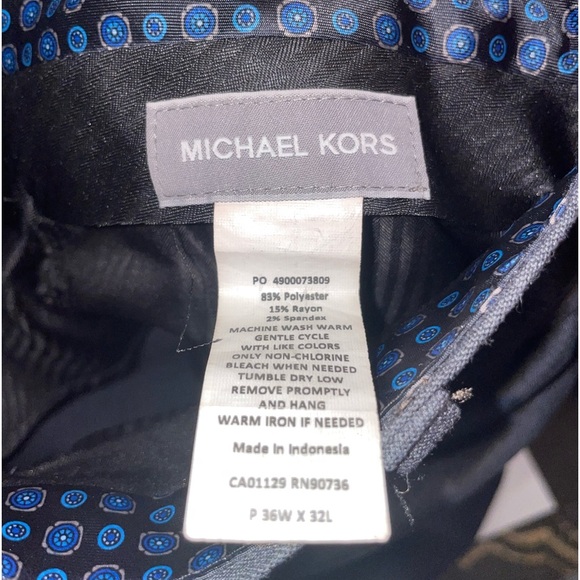 MICHAEL KORS
PO 4900073809
83% Polyester
15% Rayon
2% Spandex
MACHINE WASH WARM
GENTLE CYCLE
WITH LIKE COLORS
ONLY NON-CHLORINE
BLEACH WHEN NEEDED
TUMBLE DRY LOW
REMOVE PROMPTLY
AND HANG
WARM IRON IF NEEDED
Made in Indonesia
CA01129 RN90736
P 36W X 32L